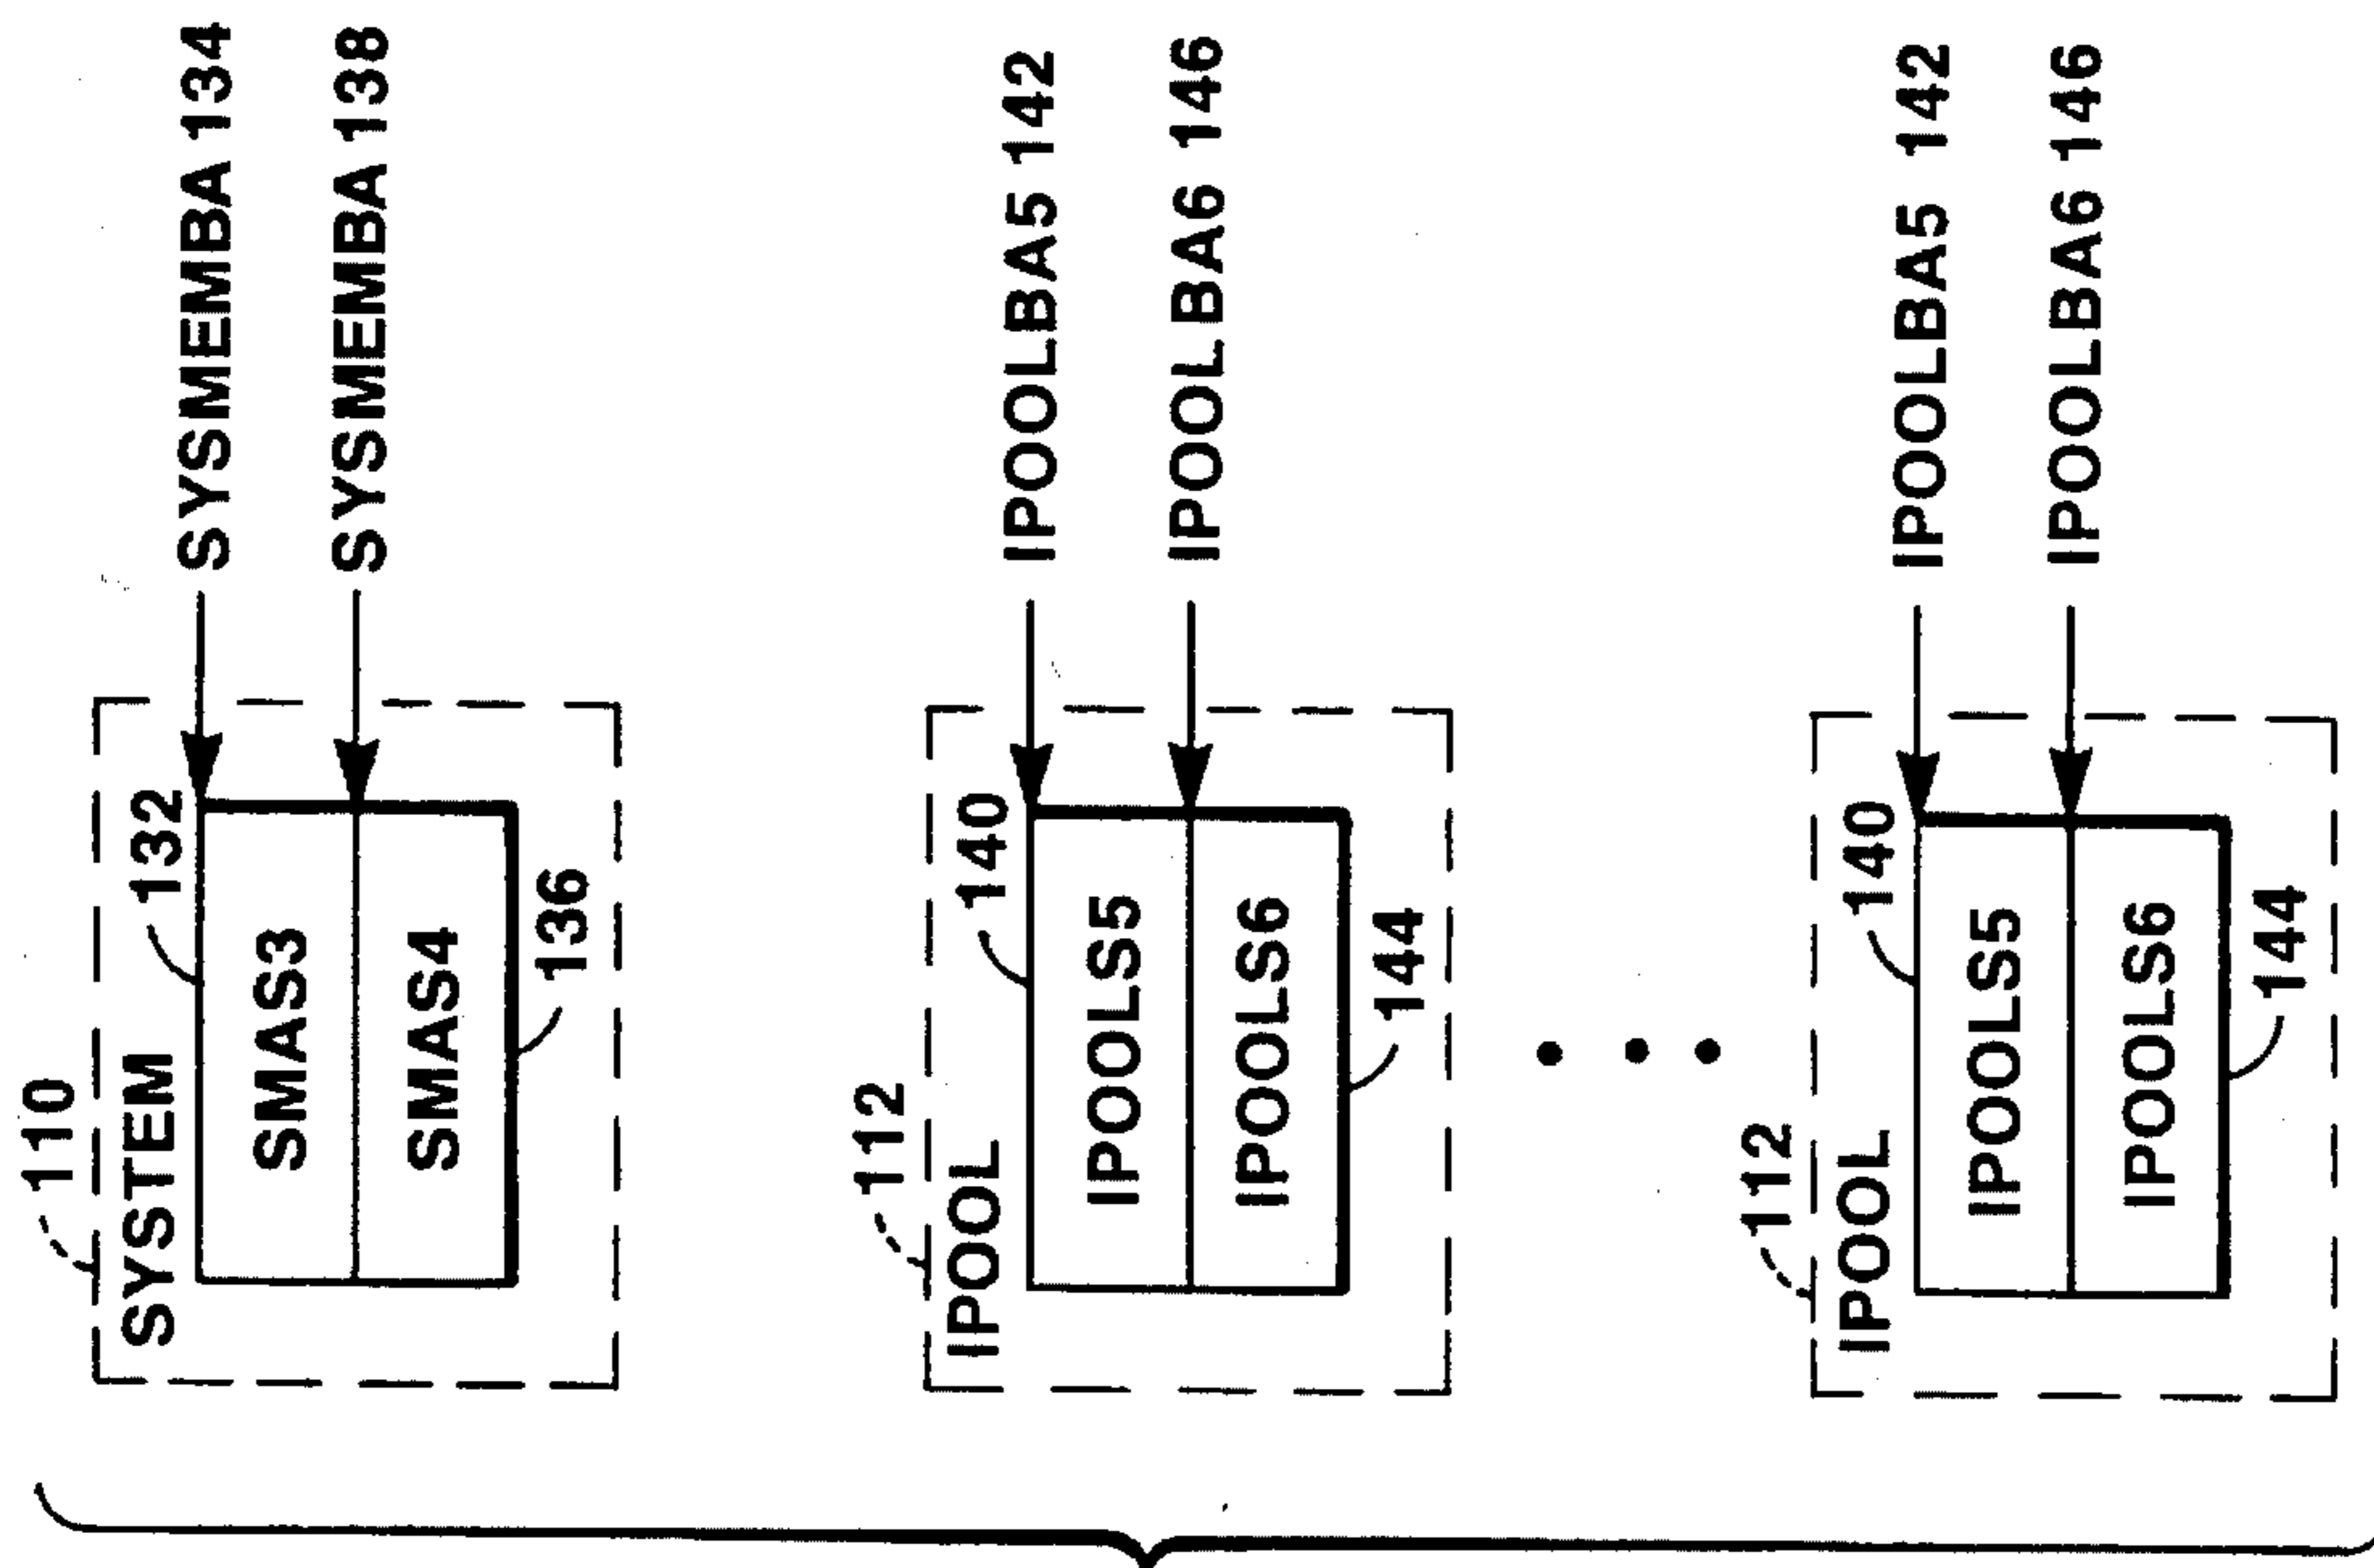 110
SYSTEM
132
SYSMEMBA 134
SMAS3
SYSMEMBA 138
SMAS4
136
112
IPOOL
140
IPOOLBA5 142
IPOOLS5
IPOOLBA6 146
IPOOLS6
144
112
IPOOL
140
IPOOLBA5 142
IPOOLS5
IPOOLBA6 146
IPOOLS6
144